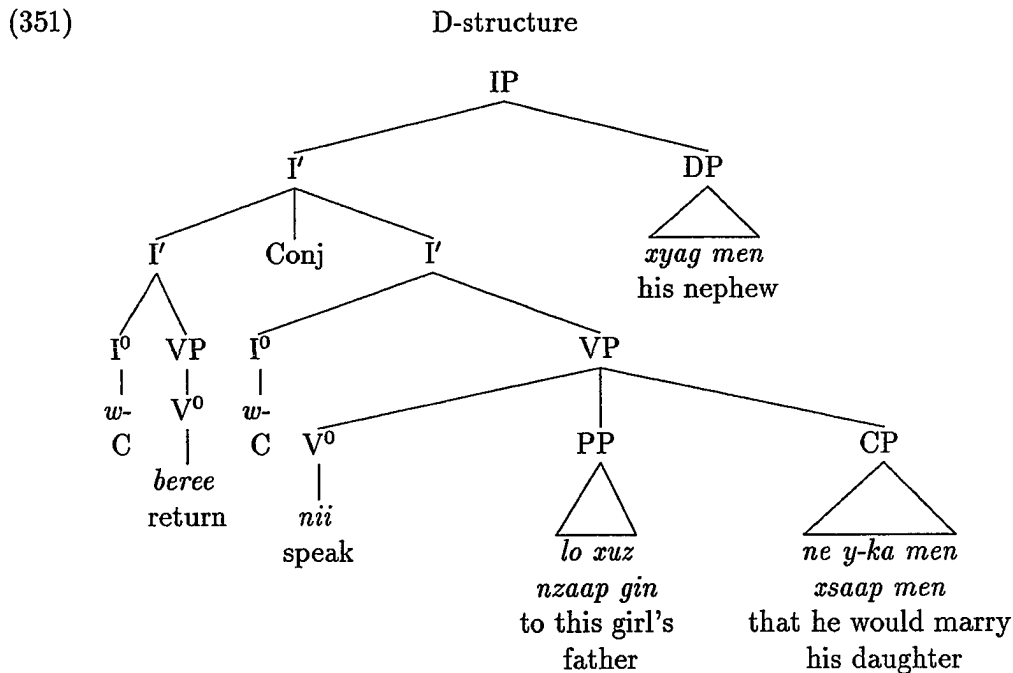 (351) D-structure
IP
I′ DP
I′ Conj I′ xyag men
his nephew
I⁰ VP I⁰ VP
w- V⁰ w-
C C V⁰ PP CP
beree nii lo xuz ne y-ka men
return speak nzaap gin xsaap men
to this girl's that he would marry
father his daughter